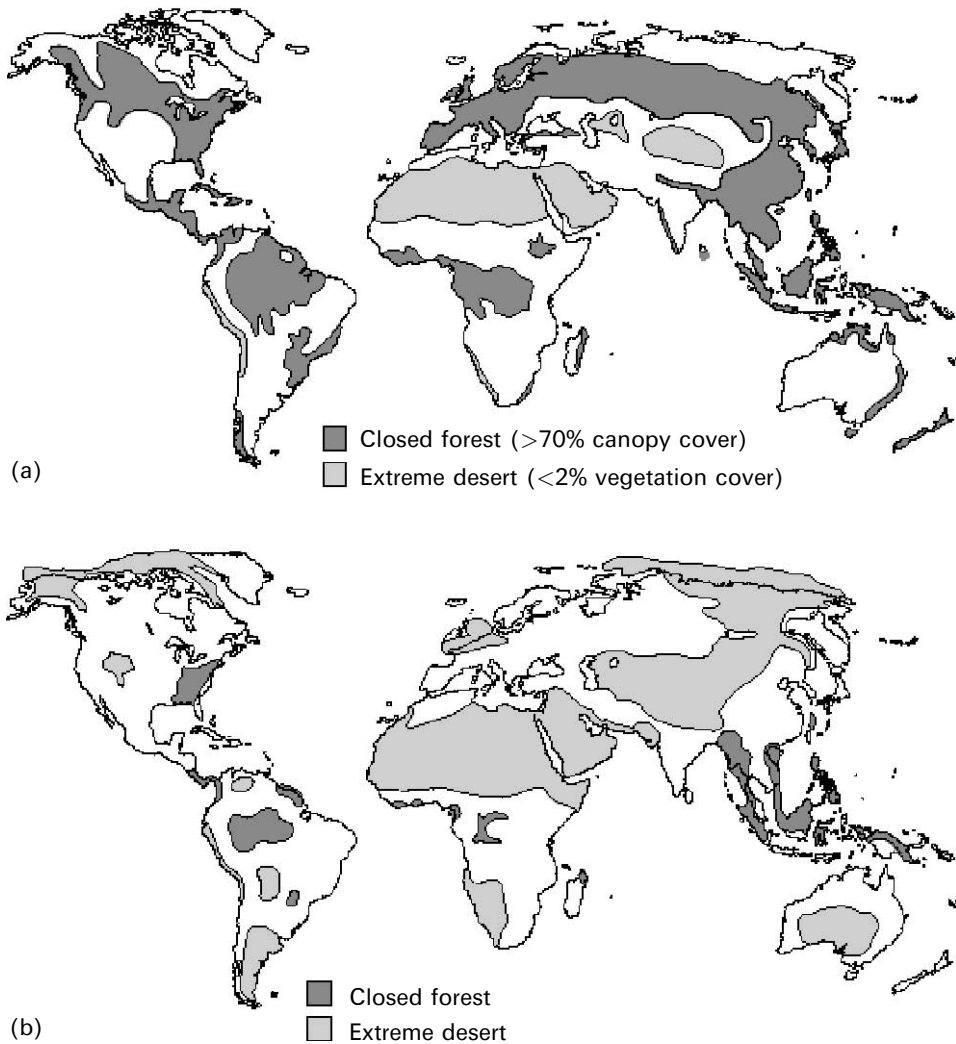 Closed forest (>70% canopy cover)
Extreme desert (<2% vegetation cover)
(a)
Closed forest
Extreme desert
(b)